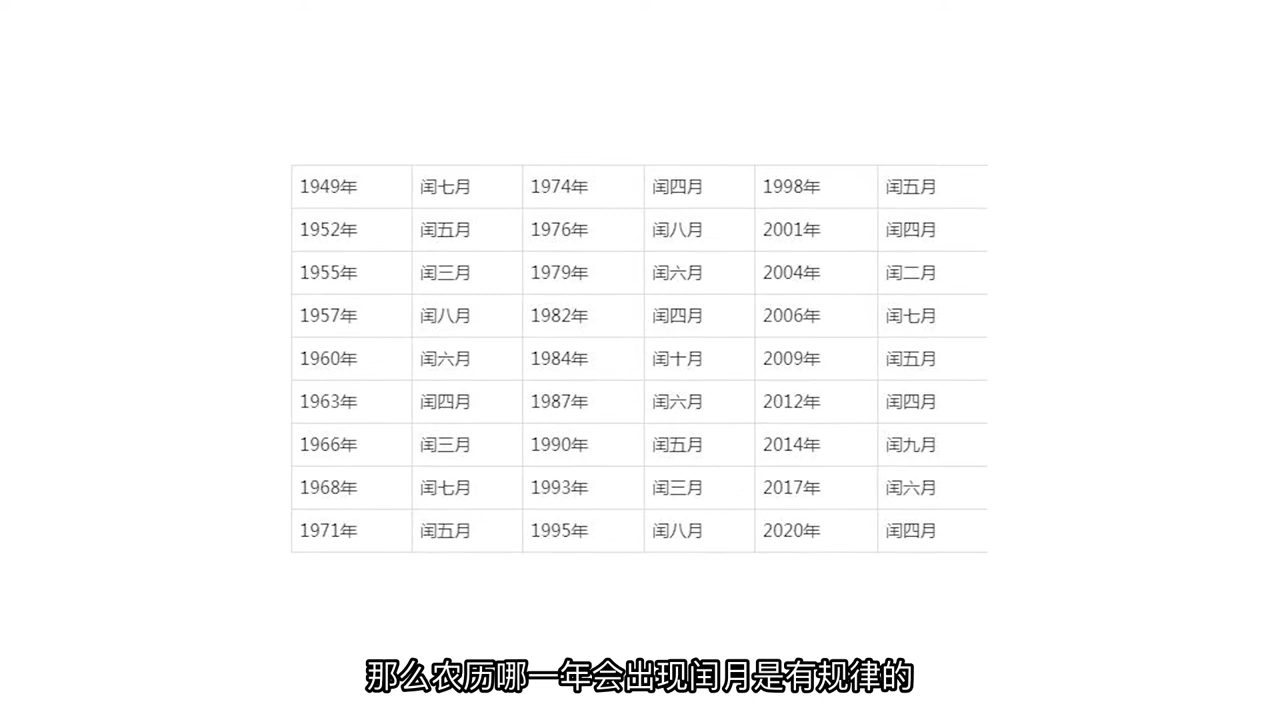 1949年 闰七月 1974年 闰四月 1998年 闰五月
1952年 闰五月 1976年 闰八月 2001年 闰四月
1955年 闰三月 1979年 闰六月 2004年 闰二月
1957年 闰八月 1982年 闰四月 2006年 闰七月
1960年 闰六月 1984年 闰十月 2009年 闰五月
1963年 闰四月 1987年 闰六月 2012年 闰四月
1966年 闰三月 1990年 闰五月 2014年 闰九月
1968年 闰七月 1993年 闰三月 2017年 闰六月
1971年 闰五月 1995年 闰八月 2020年 闰四月
那么农历哪一年会出现闰月是有规律的